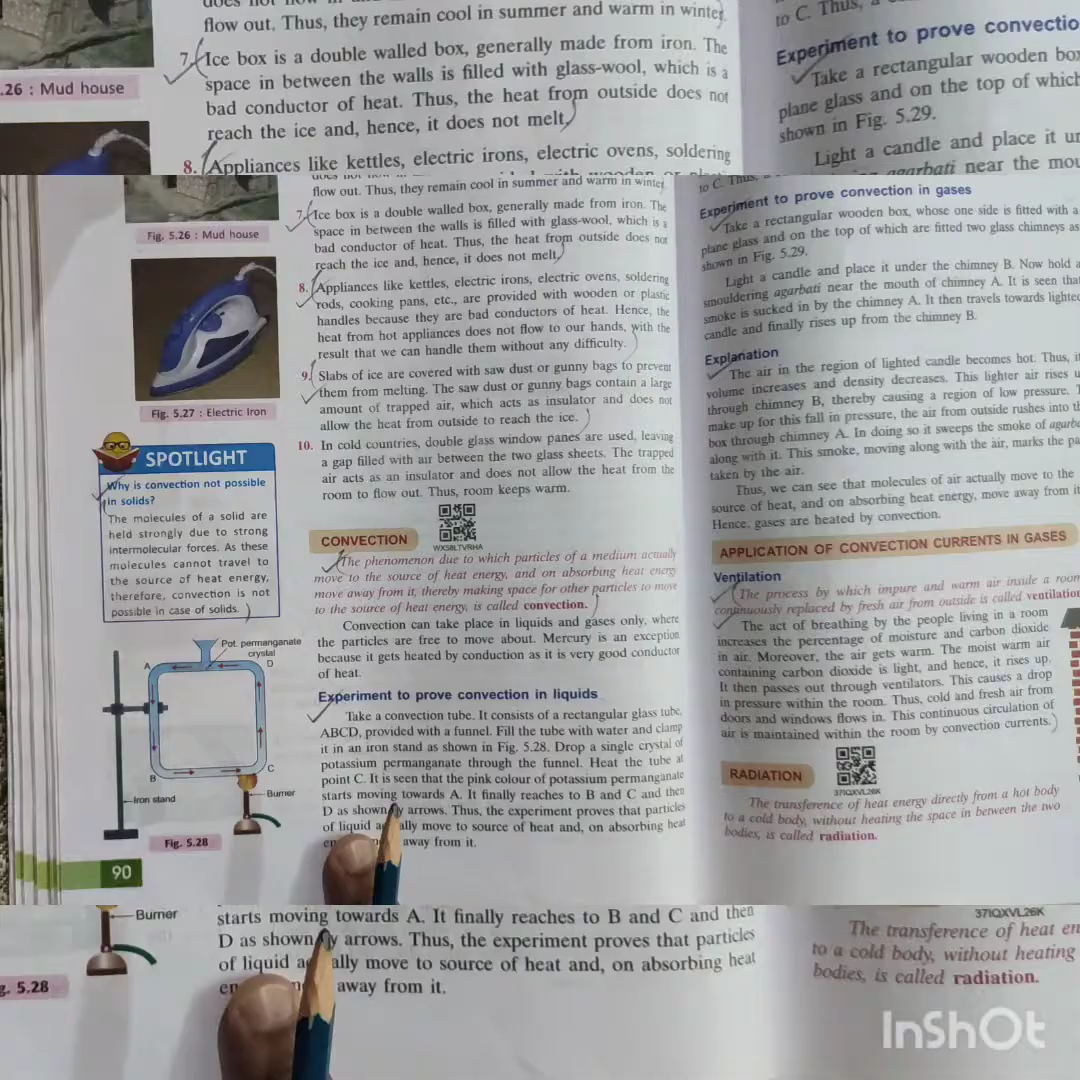 flow out. Thus, they remain cool in summer and warm in winter.
7. Ice box is a double walled box, generally made from iron. The
space in between the walls is filled with glass-wool, which is a
bad conductor of heat. Thus, the heat from outside does not
reach the ice and, hence, it does not melt.
8. Appliances like kettles, electric irons, electric ovens, soldering
.26 : Mud house
to C. Thus,
Experiment to prove convectio
Take a rectangular wooden box
plane glass and on the top of which
shown in Fig. 5.29.
Light a candle and place it un
agarbati near the mou
Fig. 5.26 : Mud house
Fig. 5.27 : Electric Iron
SPOTLIGHT
Why is convection not possible
in solids?
The molecules of a solid are
held strongly due to strong
intermolecular forces. As these
molecules cannot travel to
the source of heat energy,
therefore, convection is not
possible in case of solids.
Pot. permanganate
crystal
A
D
B
C
Iron stand
Burner
Fig. 5.28
90
flow out. Thus, they remain cool in summer and warm in winter.
7. Ice box is a double walled box, generally made from iron. The
space in between the walls is filled with glass-wool, which is a
bad conductor of heat. Thus, the heat from outside does not
reach the ice and, hence, it does not melt.
8. Appliances like kettles, electric irons, electric ovens, soldering
rods, cooking pans, etc., are provided with wooden or plastic
handles because they are bad conductors of heat. Hence, the
heat from hot appliances does not flow to our hands, with the
result that we can handle them without any difficulty.
9. Slabs of ice are covered with saw dust or gunny bags to prevent
them from melting. The saw dust or gunny bags contain a large
amount of trapped air, which acts as insulator and does not
allow the heat from outside to reach the ice.
10. In cold countries, double glass window panes are used, leaving
a gap filled with air between the two glass sheets. The trapped
air acts as an insulator and does not allow the heat from the
room to flow out. Thus, room keeps warm.
CONVECTION
WXS8LTVRHA
The phenomenon due to which particles of a medium actually
move to the source of heat energy, and on absorbing heat energy
move away from it, thereby making space for other particles to move
to the source of heat energy, is called convection.
Convection can take place in liquids and gases only, where
the particles are free to move about. Mercury is an exception
because it gets heated by conduction as it is very good conductor
of heat.
Experiment to prove convection in liquids
Take a convection tube. It consists of a rectangular glass tube,
ABCD, provided with a funnel. Fill the tube with water and clamp
it in an iron stand as shown in Fig. 5.28. Drop a single crystal of
potassium permanganate through the funnel. Heat the tube at
point C. It is seen that the pink colour of potassium permanganate
starts moving towards A. It finally reaches to B and C and then
D as shown arrows. Thus, the experiment proves that particles
of liquid move to source of heat and, on absorbing heat
away from it.
to C. Thus,
Experiment to prove convection in gases
Take a rectangular wooden box, whose one side is fitted with a
plane glass and on the top of which are fitted two glass chimneys as
shown in Fig. 5.29.
Light a candle and place it under the chimney B. Now hold a
smouldering agarbati near the mouth of chimney A. It is seen that
smoke is sucked in by the chimney A. It then travels towards lighted
candle and finally rises up from the chimney B.
Explanation
The air in the region of lighted candle becomes hot. Thus, it
volume increases and density decreases. This lighter air rises u
through chimney B, thereby causing a region of low pressure.
make up for this fall in pressure, the air from outside rushes into th
box through chimney A. In doing so it sweeps the smoke of agarba
along with it. This smoke, moving along with the air, marks the pa
taken by the air.
Thus, we can see that molecules of air actually move to the
source of heat, and on absorbing heat energy, move away from it
Hence, gases are heated by convection.
APPLICATION OF CONVECTION CURRENTS IN GASES
Ventilation
The process by which impure and warm air inside a room
continuously replaced by fresh air from outside is called ventilation
The act of breathing by the people living in a room
increases the percentage of moisture and carbon dioxide
in air. Moreover, the air gets warm. The moist warm air
containing carbon dioxide is light, and hence, it rises up.
It then passes out through ventilators. This causes a drop
in pressure within the room. Thus, cold and fresh air from
doors and windows flows in. This continuous circulation of
air is maintained within the room by convection currents.
RADIATION
37IQXVL26K
The transference of heat energy directly from a hot body
to a cold body, without heating the space in between the two
bodies, is called radiation.
Burner
g. 5.28
starts moving towards A. It finally reaches to B and C and then
D as shown arrows. Thus, the experiment proves that particles
of liquid move to source of heat and, on absorbing heat
away from it.
37IQXVL26K
The transference of heat en
to a cold body, without heating
bodies, is called radiation.
InShOt